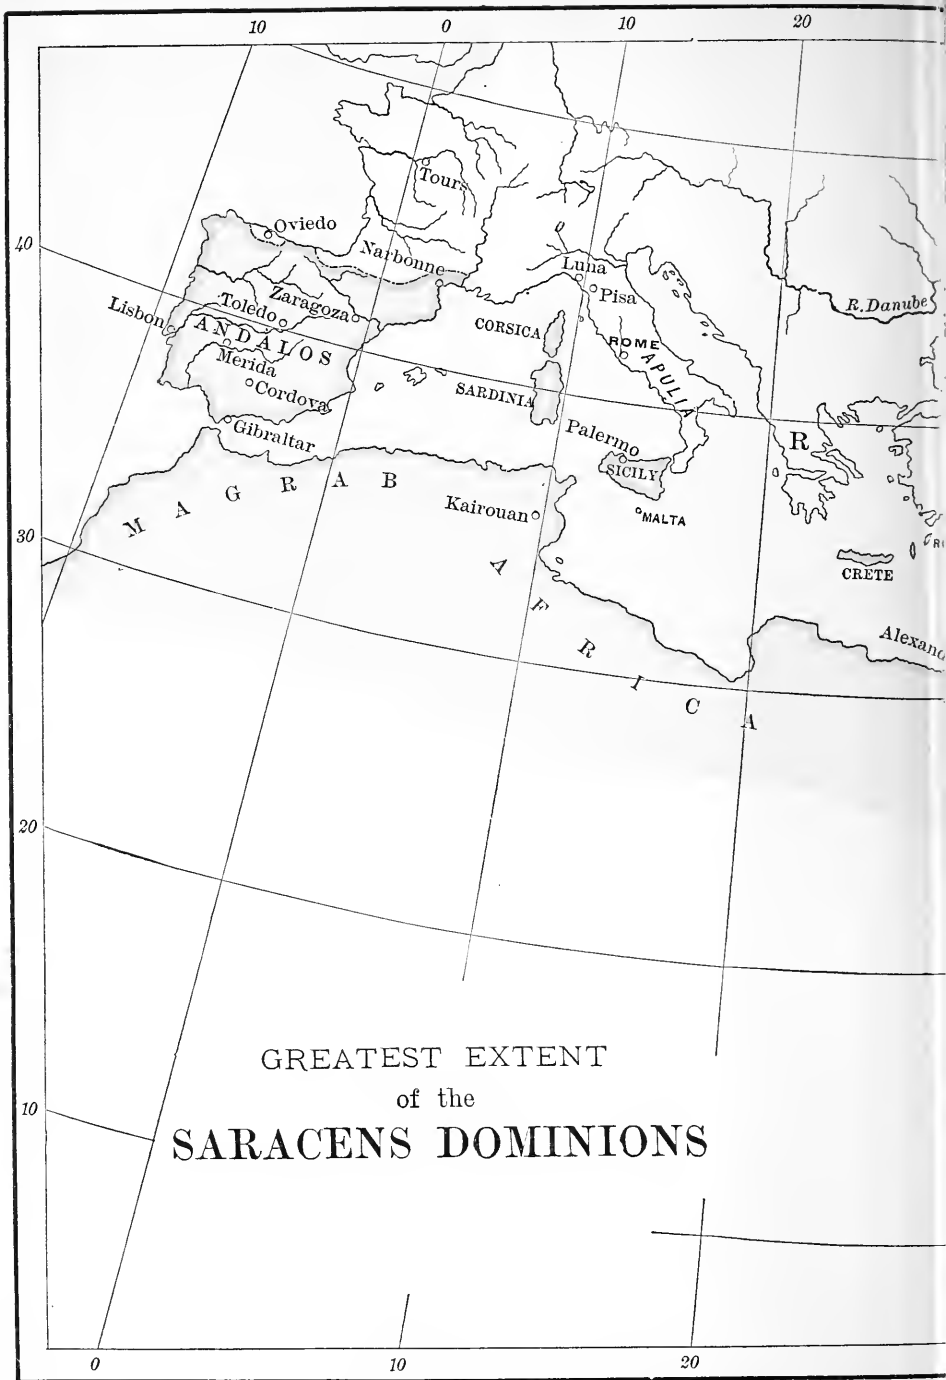 10 0 10 20
Tours
Oviedo
40
Narbonne
Luna
Pisa
Zaragoza
Toledo
Lisbon
ANDALOS
CORSICA
R. Danube
ROME
APULIA
Merida
Cordova
SARDINIA
Gibraltar
Palermo
SICILY
R
MAGRAB
Kairouan
MALTA
30
CRETE
AFRICA
20
GREATEST EXTENT
of the
SARACENS DOMINIONS
10
0 10 20